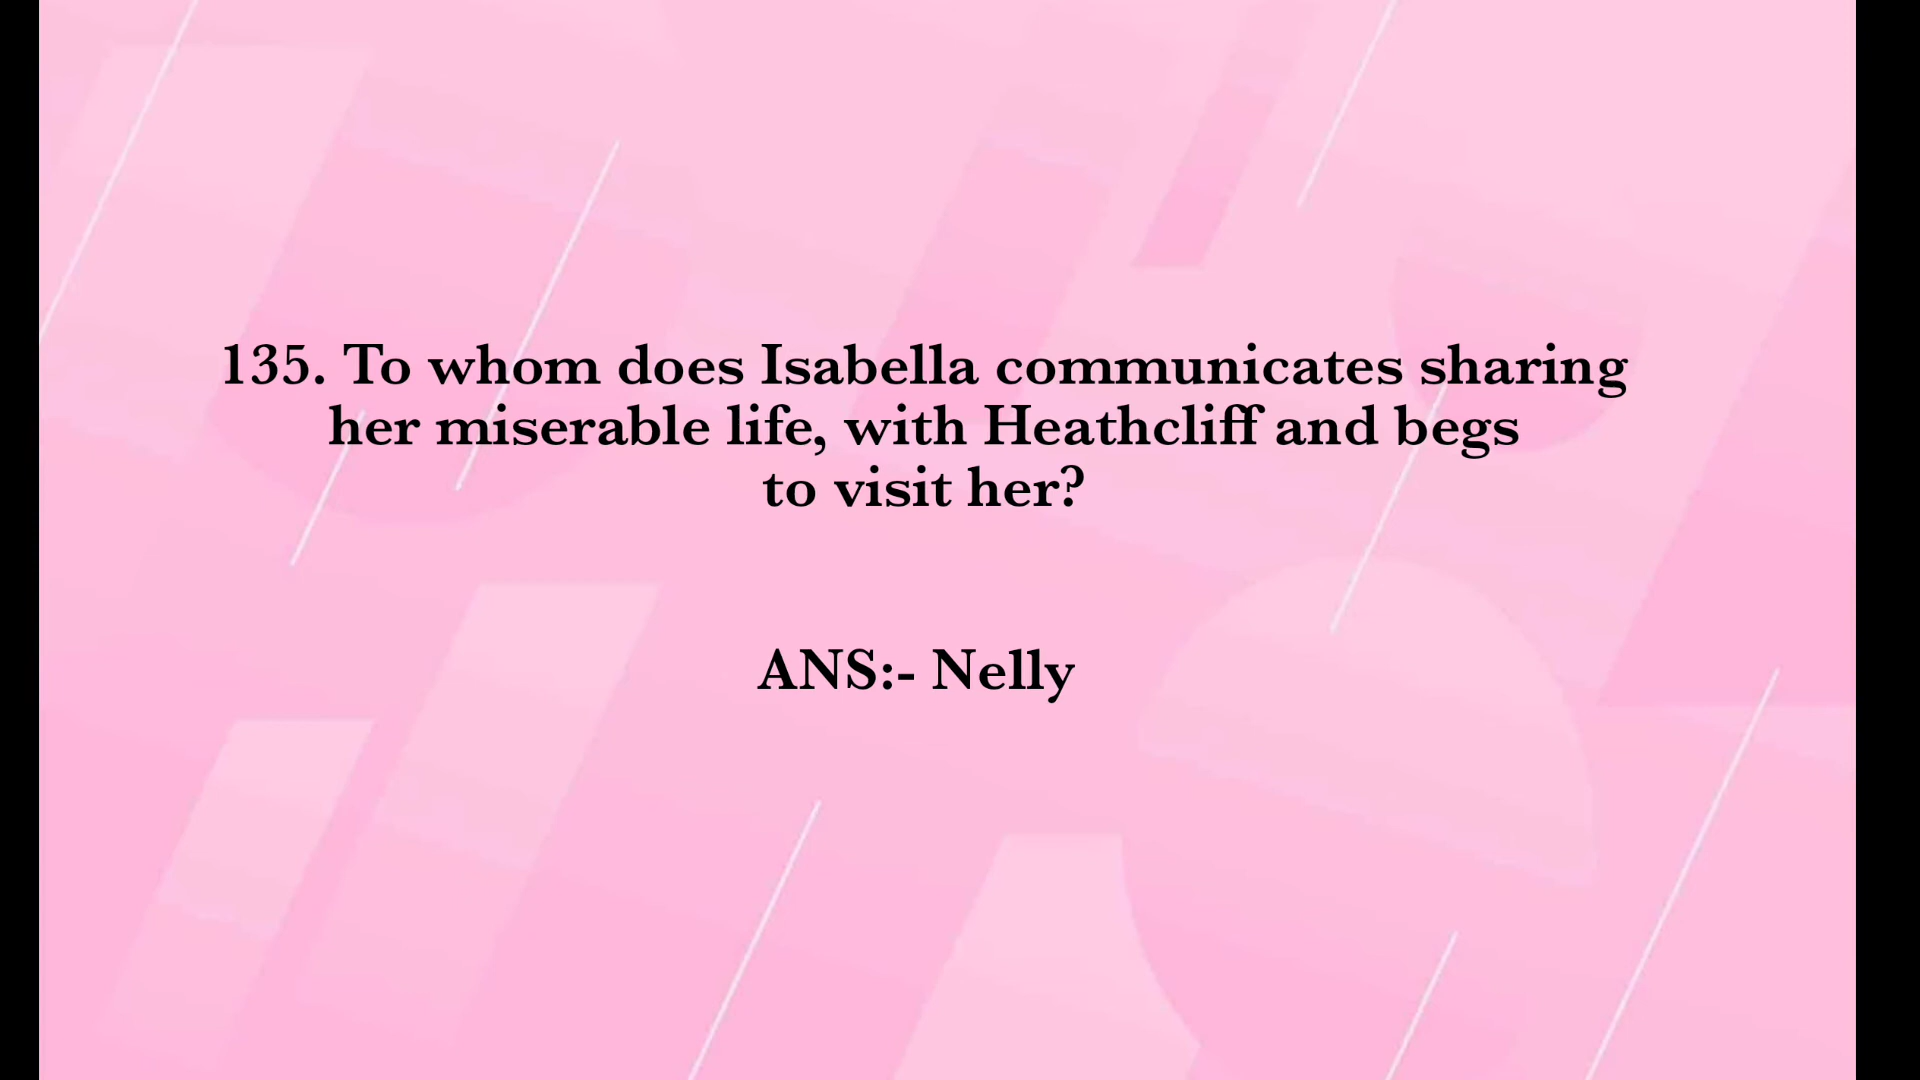 135. To whom does Isabella communicates sharing
her miserable life, with Heathcliff and begs
to visit her?
ANS:- Nelly